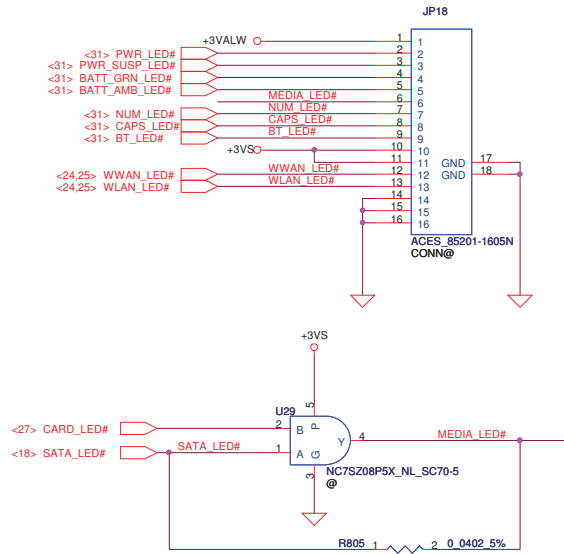 JP18
+3VALW 1 1
<31> PWR_LED# 2 2
<31> PWR_SUSP_LED# 3 3
<31> BATT_GRN_LED# 4 4
<31> BATT_AMB_LED# 5 5
MEDIA_LED# 6 6
<31> NUM_LED# NUM_LED# 7 7
<31> CAPS_LED# CAPS_LED# 8 8
<31> BT_LED# BT_LED# 9 9
+3VS 10 10
11 11 GND 17
<24,25> WWAN_LED# WWAN_LED# 12 12 GND 18
<24,25> WLAN_LED# WLAN_LED# 13 13
14 14
15 15
16 16
ACES_85201-1605N
CONN@
+3VS
U29 5
<27> CARD_LED# 2 B P
Y 4 MEDIA_LED#
<18> SATA_LED# SATA_LED# 1 A G
3 NC7SZ08P5X_NL_SC70-5
@
R805 1 2 0_0402_5%